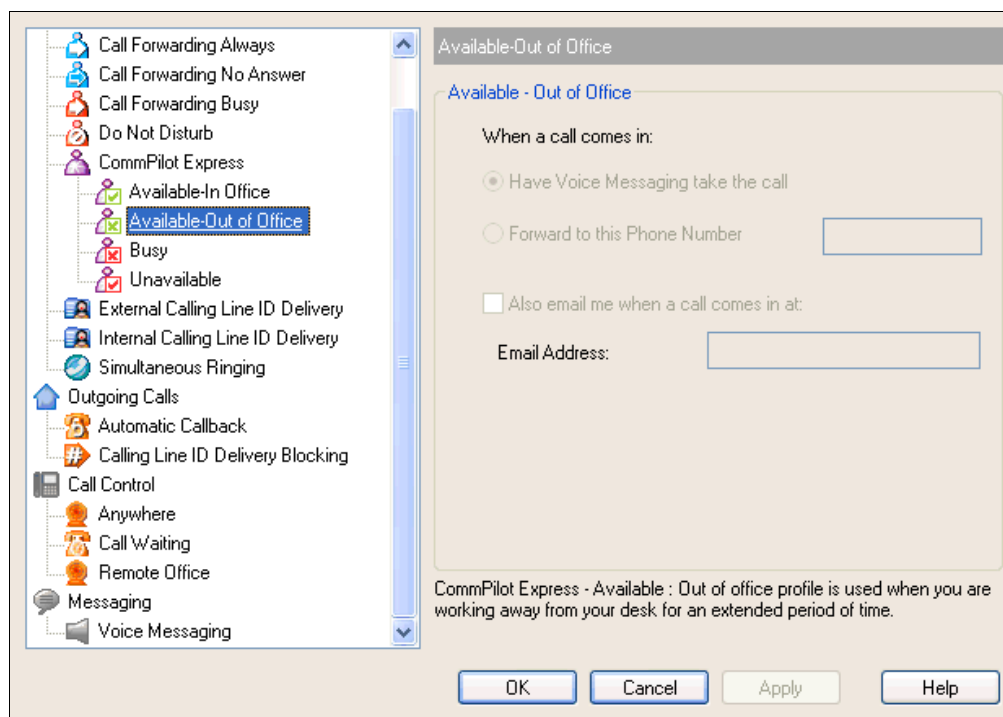 Call Forwarding Always
Call Forwarding No Answer
Call Forwarding Busy
Do Not Disturb
CommPilot Express
Available-In Office
Available-Out of Office
Busy
Unavailable
External Calling Line ID Delivery
Internal Calling Line ID Delivery
Simultaneous Ringing
Outgoing Calls
Automatic Callback
Calling Line ID Delivery Blocking
Call Control
Anywhere
Call Waiting
Remote Office
Messaging
Voice Messaging
Available-Out of Office
Available - Out of Office
When a call comes in:
Have Voice Messaging take the call
Forward to this Phone Number
Also email me when a call comes in at:
Email Address:
CommPilot Express - Available : Out of office profile is used when you are
working away from your desk for an extended period of time.
OK
Cancel
Apply
Help